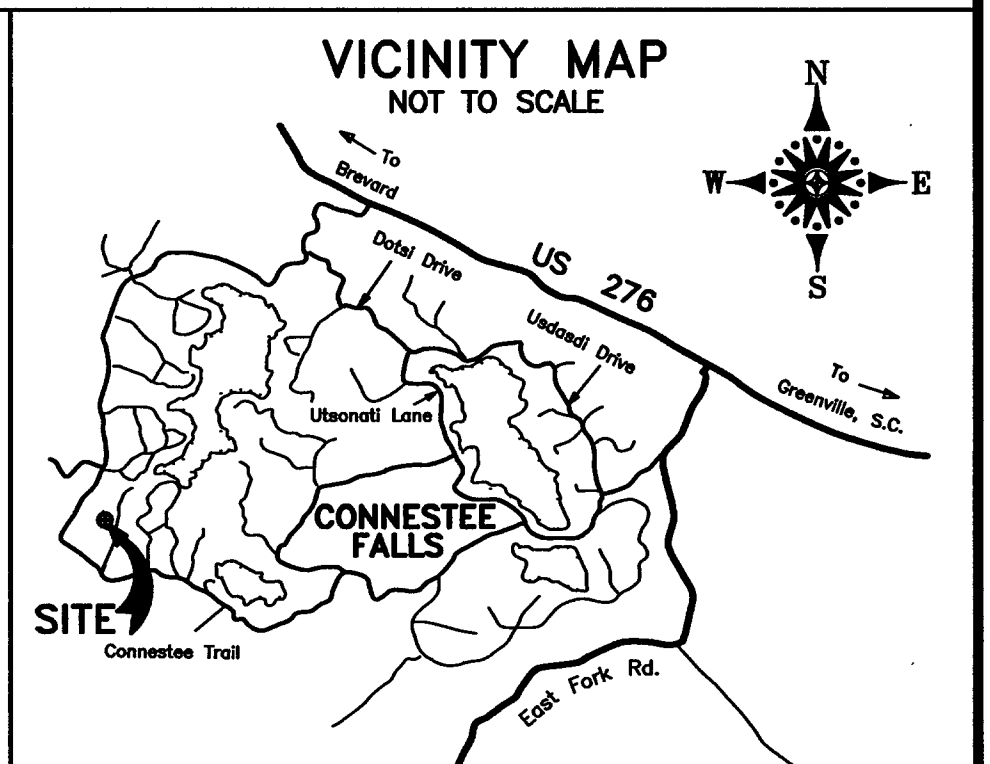 VICINITY MAP
NOT TO SCALE
N
W
E
S
To
Brevard
Dotsi Drive
US 276
Usdasdi Drive
To
Greenville, S.C.
Utsonati Lane
CONNESTEE
FALLS
SITE
Connestee Trail
East Fork Rd.